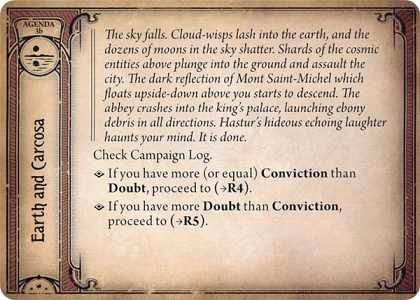 AGENDA
3b
Earth and Carcosa
The sky falls. Cloud-wisps lash into the earth, and the
dozens of moons in the sky shatter. Shards of the cosmic
entities above plunge into the ground and assault the
city. The dark reflection of Mont Saint-Michel which
floats upside-down above you starts to descend. The
abbey crashes into the king's palace, launching ebony
debris in all directions. Hastur's hideous echoing laughter
haunts your mind. It is done.
Check Campaign Log.
If you have more (or equal) Conviction than
Doubt, proceed to (→R4).
If you have more Doubt than Conviction,
proceed to (→R5).